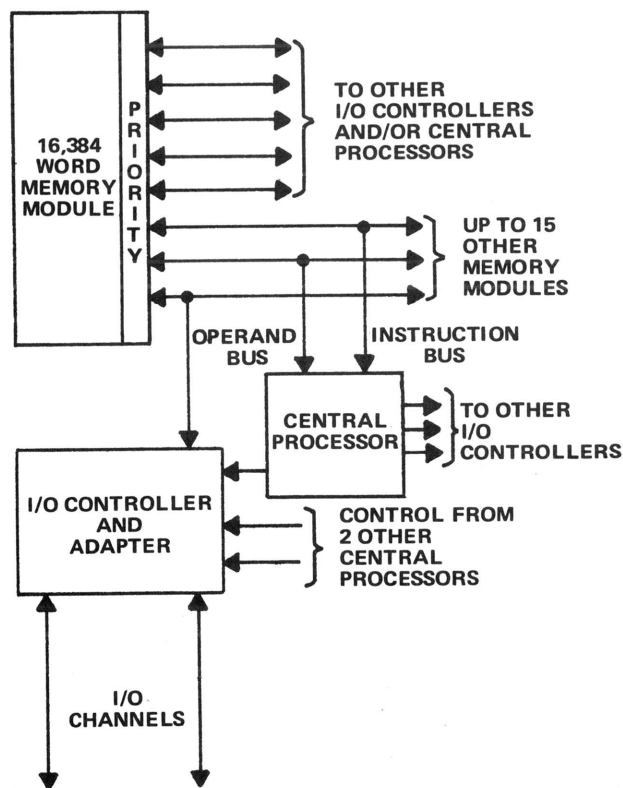 16,384
WORD
MEMORY
MODULE
PRIORITY
TO OTHER
I/O CONTROLLERS
AND/OR CENTRAL
PROCESSORS
UP TO 15
OTHER
MEMORY
MODULES
OPERAND
BUS
INSTRUCTION
BUS
CENTRAL
PROCESSOR
TO OTHER
I/O
CONTROLLERS
I/O CONTROLLER
AND
ADAPTER
CONTROL FROM
2 OTHER
CENTRAL
PROCESSORS
I/O
CHANNELS